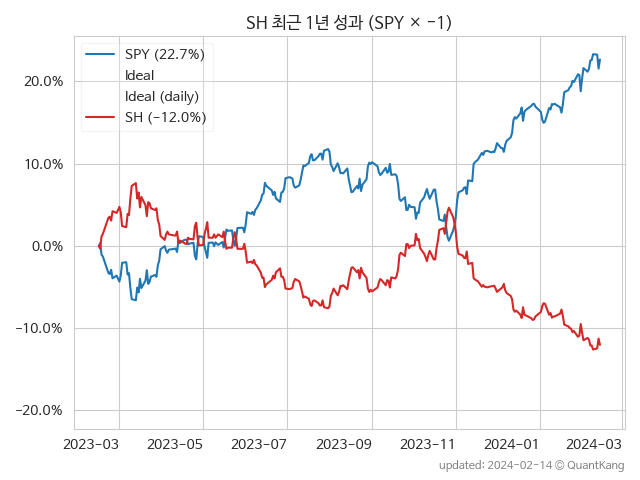 SH 최근 1년 성과 (SPY × -1)
SPY (22.7%)
Ideal
Ideal (daily)
SH (-12.0%)
20.0%
10.0%
0.0%
-10.0%
-20.0%
2023-03 2023-05 2023-07 2023-09 2023-11 2024-01 2024-03
updated: 2024-02-14 © QuantKang